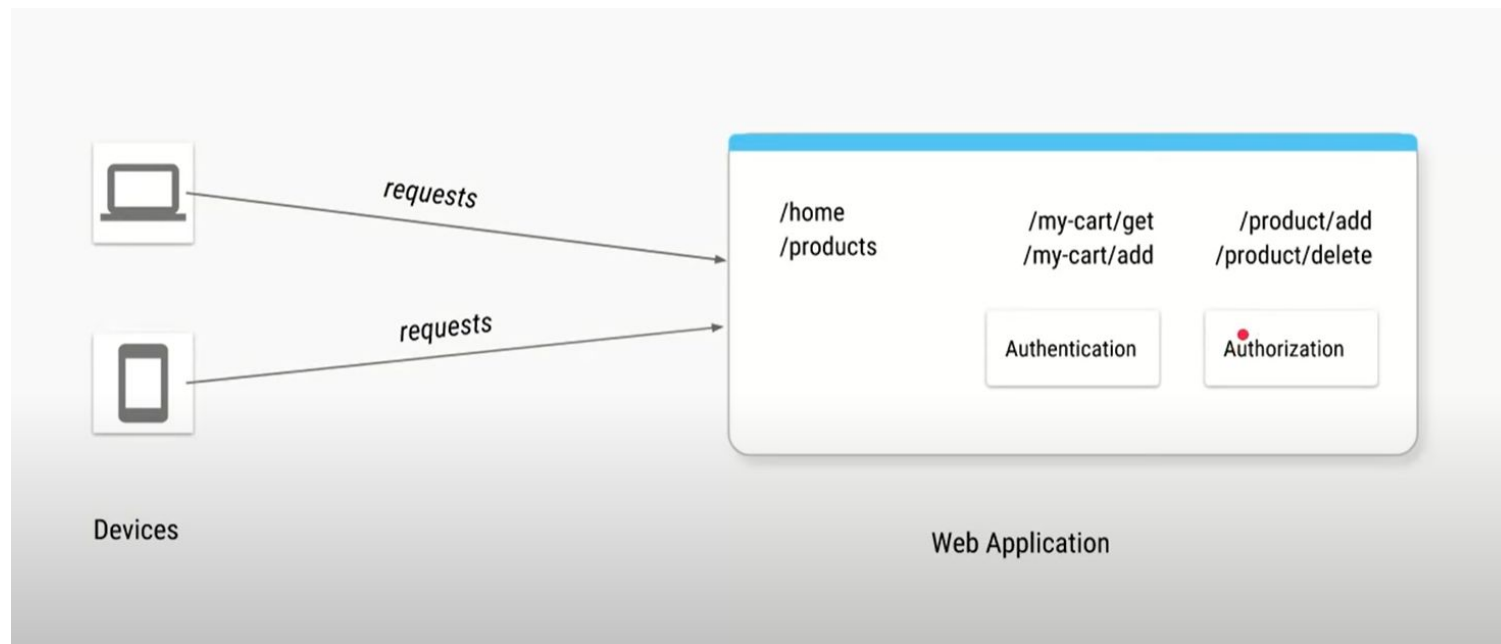 requests
requests
Devices
/home
/products
/my-cart/get
/my-cart/add
/product/add
/product/delete
Authentication
Authorization
Web Application